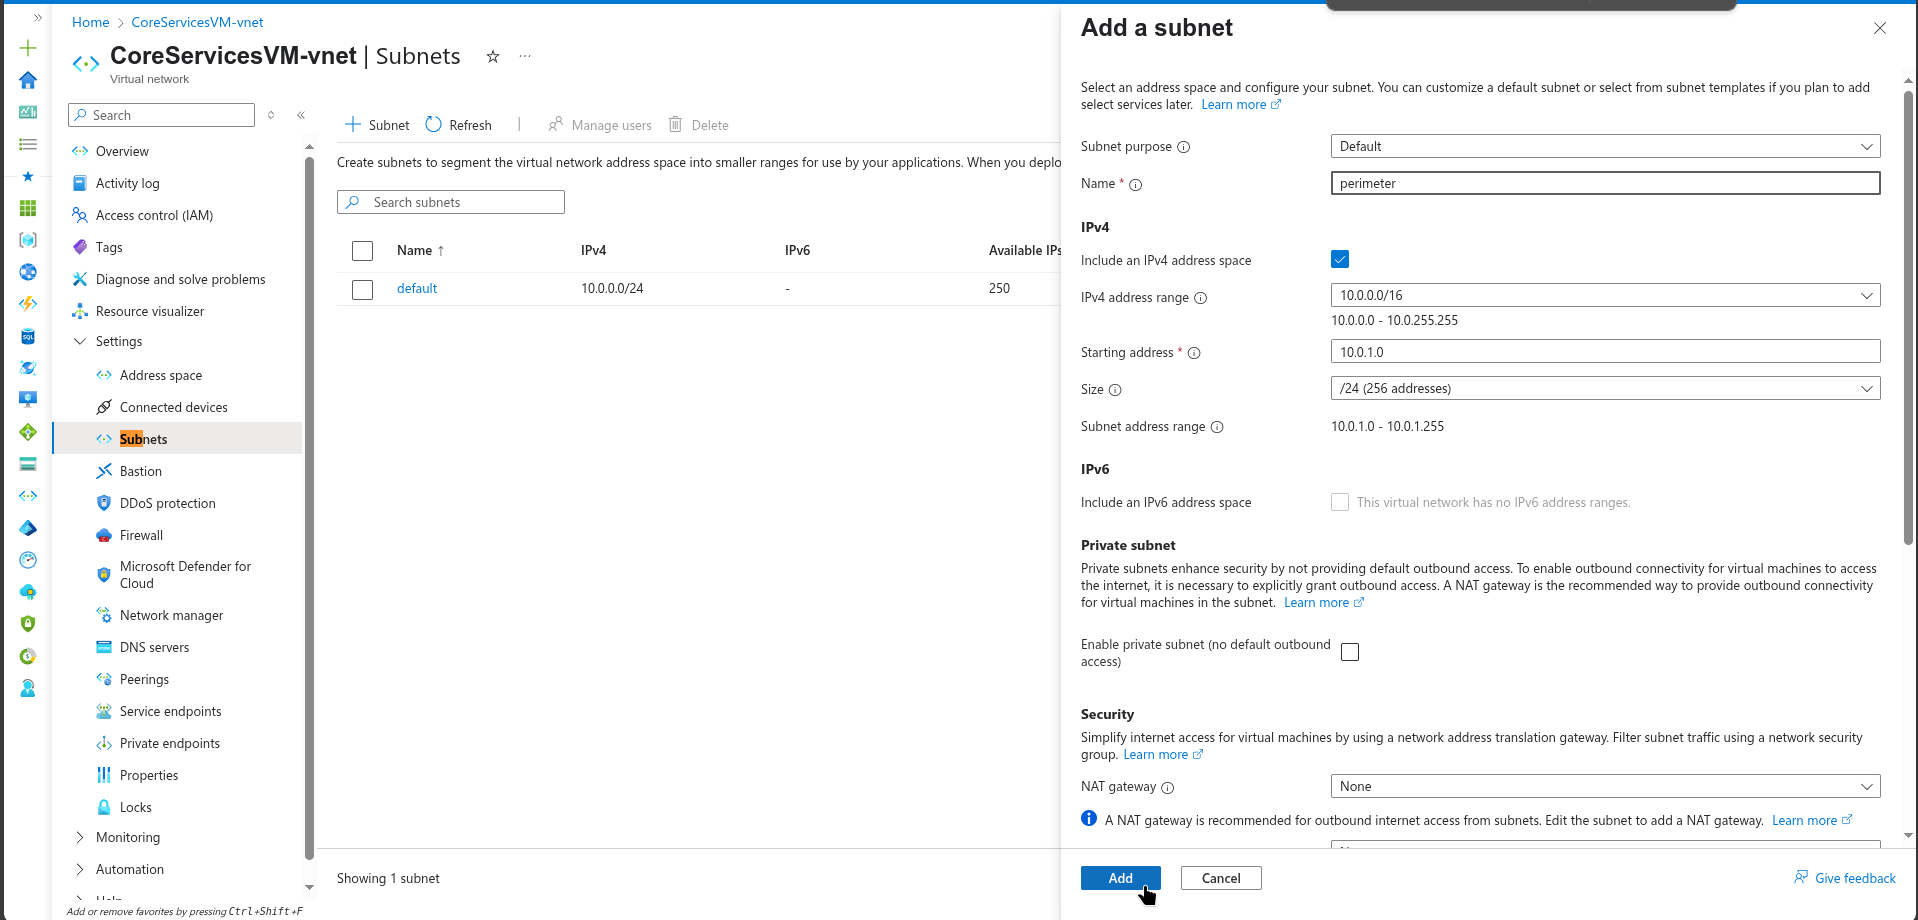 Home > CoreServicesVM-vnet
CoreServicesVM-vnet | Subnets
Virtual network
Search
Overview
Activity log
Access control (IAM)
Tags
Diagnose and solve problems
Resource visualizer
Settings
Address space
Connected devices
Subnets
Bastion
DDoS protection
Firewall
Microsoft Defender for
Cloud
Network manager
DNS servers
Peerings
Service endpoints
Private endpoints
Properties
Locks
Monitoring
Automation
Add or remove favorites by pressing Ctrl+Shift+F
Subnet Refresh Manage users Delete
Create subnets to segment the virtual network address space into smaller ranges for use by your applications. When you deplo
Search subnets
Name ↑ IPv4 IPv6 Available IPs
default 10.0.0.0/24 - 250
Showing 1 subnet
Add a subnet
Select an address space and configure your subnet. You can customize a default subnet or select from subnet templates if you plan to add
select services later. Learn more
Subnet purpose Default
Name * perimeter
IPv4
Include an IPv4 address space
IPv4 address range 10.0.0.0/16
10.0.0.0 - 10.0.255.255
Starting address * 10.0.1.0
Size /24 (256 addresses)
Subnet address range 10.0.1.0 - 10.0.1.255
IPv6
Include an IPv6 address space This virtual network has no IPv6 address ranges.
Private subnet
Private subnets enhance security by not providing default outbound access. To enable outbound connectivity for virtual machines to access
the internet, it is necessary to explicitly grant outbound access. A NAT gateway is the recommended way to provide outbound connectivity
for virtual machines in the subnet. Learn more
Enable private subnet (no default outbound
access)
Security
Simplify internet access for virtual machines by using a network address translation gateway. Filter subnet traffic using a network security
group. Learn more
NAT gateway None
A NAT gateway is recommended for outbound internet access from subnets. Edit the subnet to add a NAT gateway. Learn more
Add Cancel Give feedback